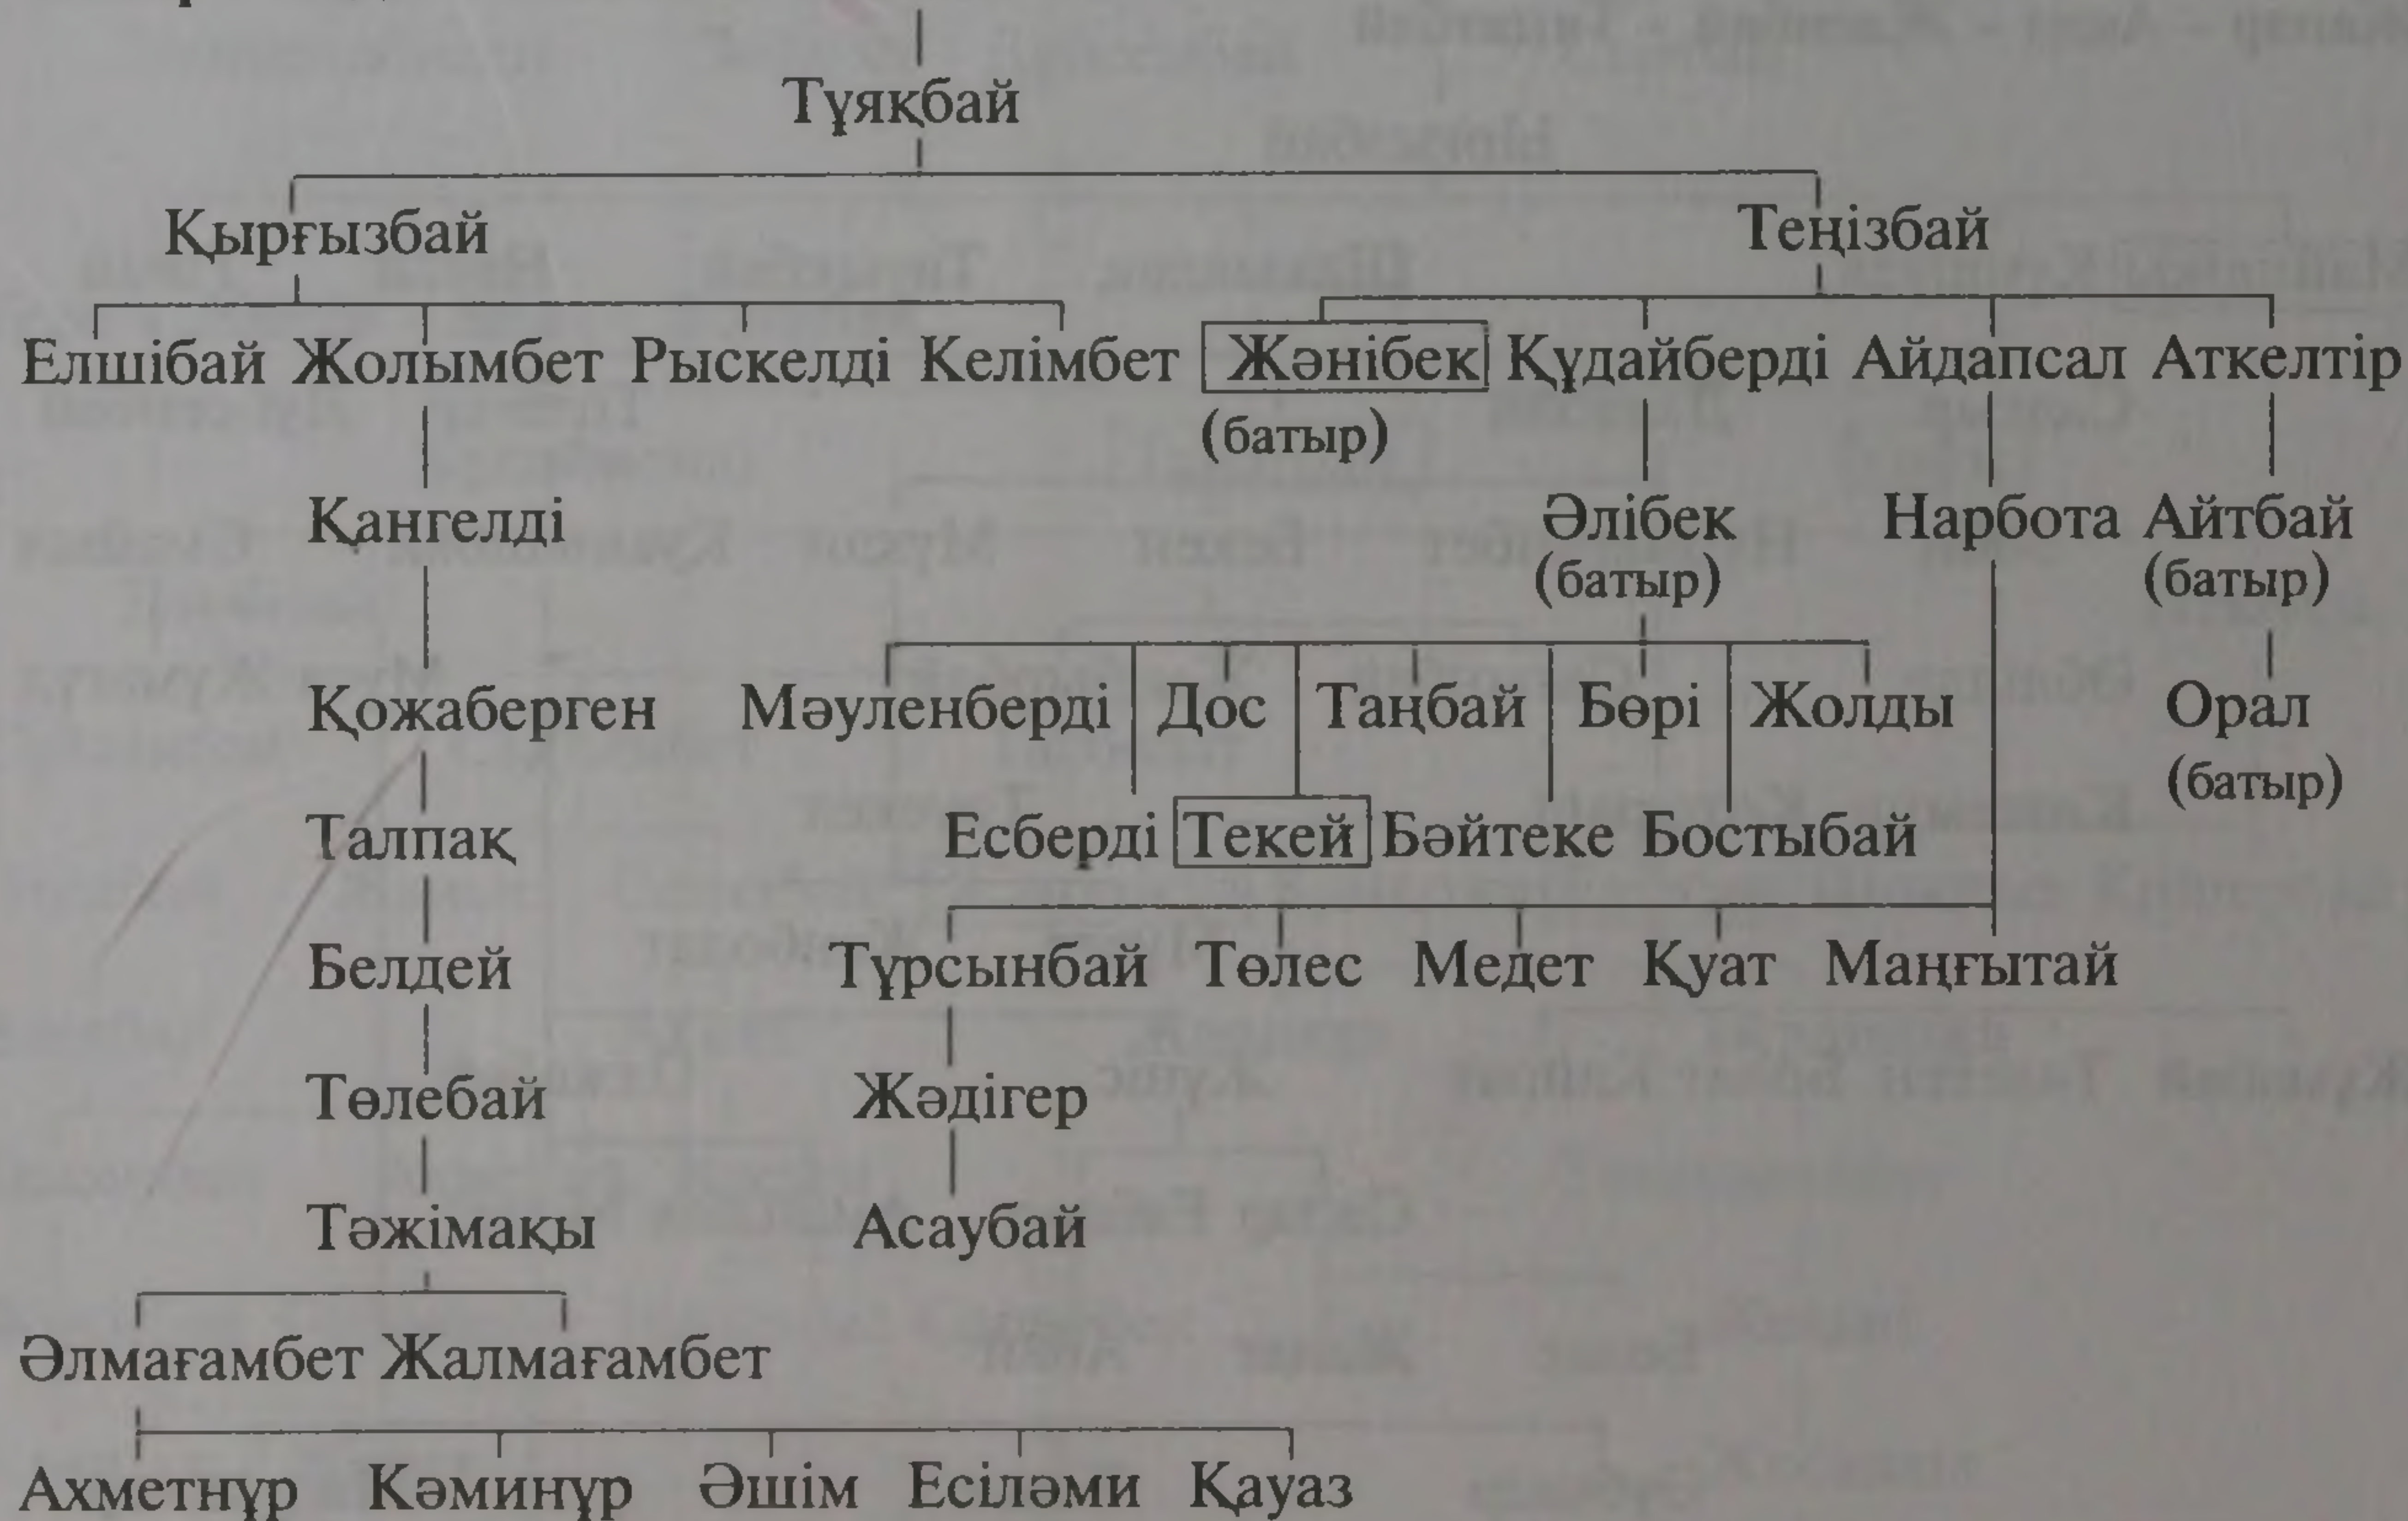 Тұяқбай
Қырғызбай Теңізбай
Елшібай Жолымбет Рыскелді Келімбет Жәнібек Құдайберді Айдапсал Аткелтір
(батыр)
Қангелді Әлібек Нарбота Айтбай
(батыр) (батыр)
Қожаберген Мәуленберді Дос Таңбай Бөрі Жолды Орал
(батыр)
Талпақ Есберді Текей Бәйтеке Бостыбай
Белдей Тұрсынбай Төлес Медет Қуат Маңғытай
Төлебай Жәдігер
Тәжімақы Асаубай
Әлмағамбет Жалмағамбет
Ахметнұр Кәминұр Әшім Есіләми Қауаз